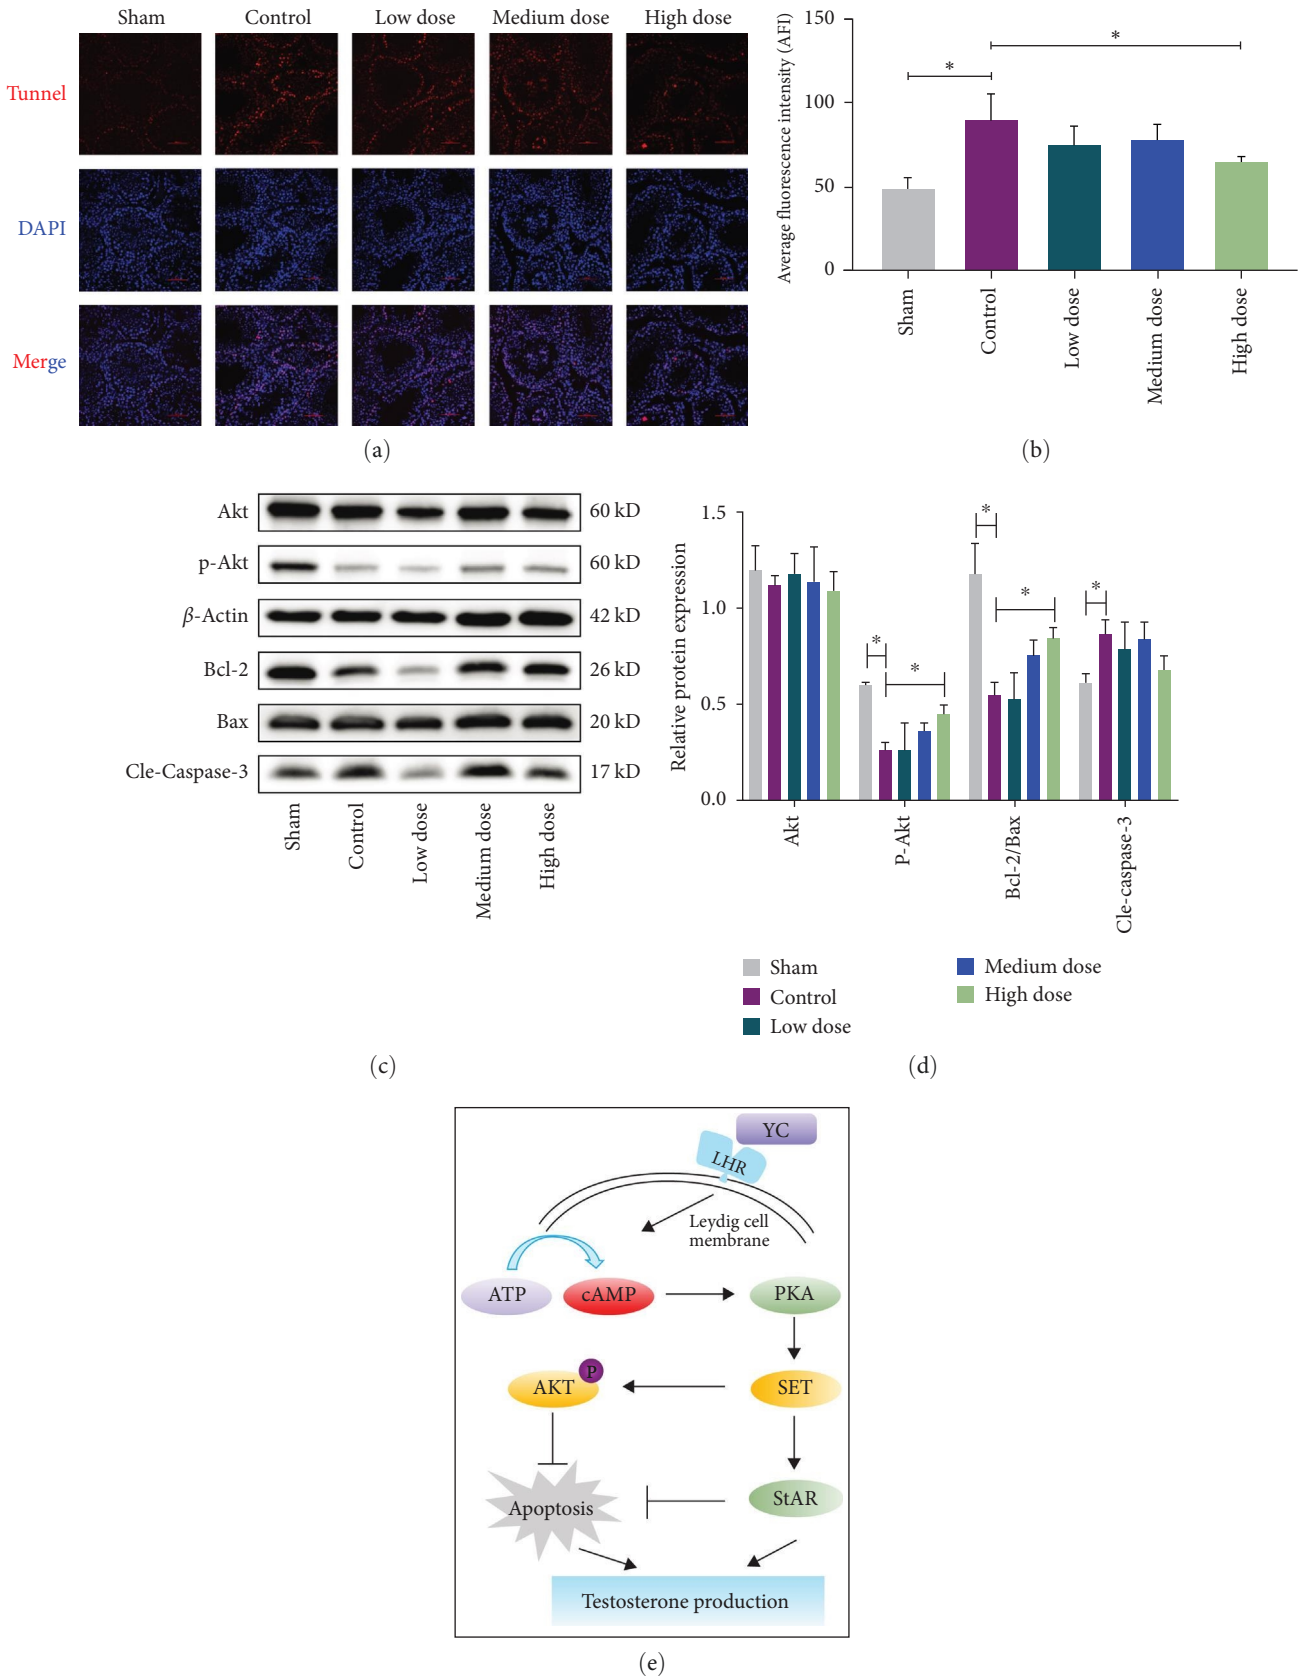 Sham Control Low dose Medium dose High dose
Tunnel
DAPI
Merge
(a)
Average fluorescence intensity (AFI)
150
100
50
0
* *
Sham Control Low dose Medium dose High dose
(b)
Akt 60 kD
p-Akt 60 kD
β-Actin 42 kD
Bcl-2 26 kD
Bax 20 kD
Cle-Caspase-3 17 kD
Sham Control Low dose Medium dose High dose
(c)
Relative protein expression
1.5
1.0
0.5
0.0
* * * * *
Akt P-Akt Bcl-2/Bax Cle-caspase-3
Sham
Control
Low dose
Medium dose
High dose
(d)
YC
LHR
Leydig cell
membrane
ATP cAMP PKA
AKT P SET
Apoptosis StAR
Testosterone production
(e)